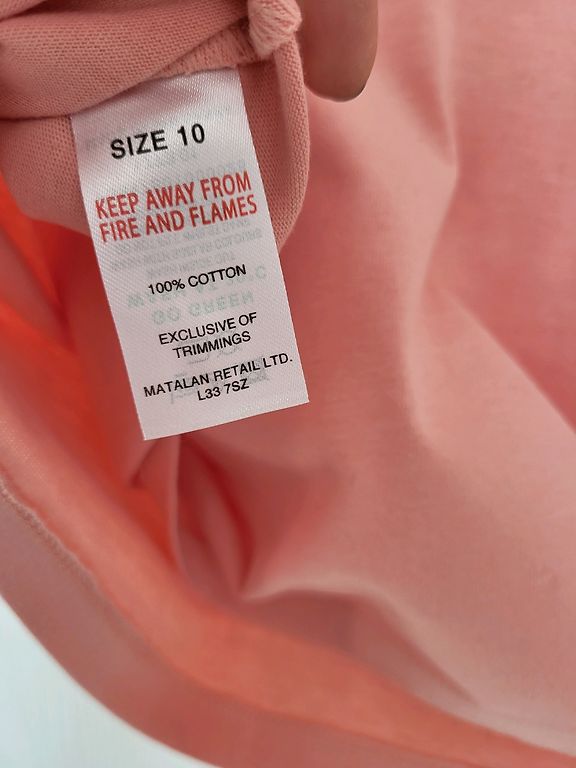 SIZE 10
KEEP AWAY FROM
FIRE AND FLAMES
100% COTTON
EXCLUSIVE OF
TRIMMINGS
MATALAN RETAIL LTD.
L33 7SZ